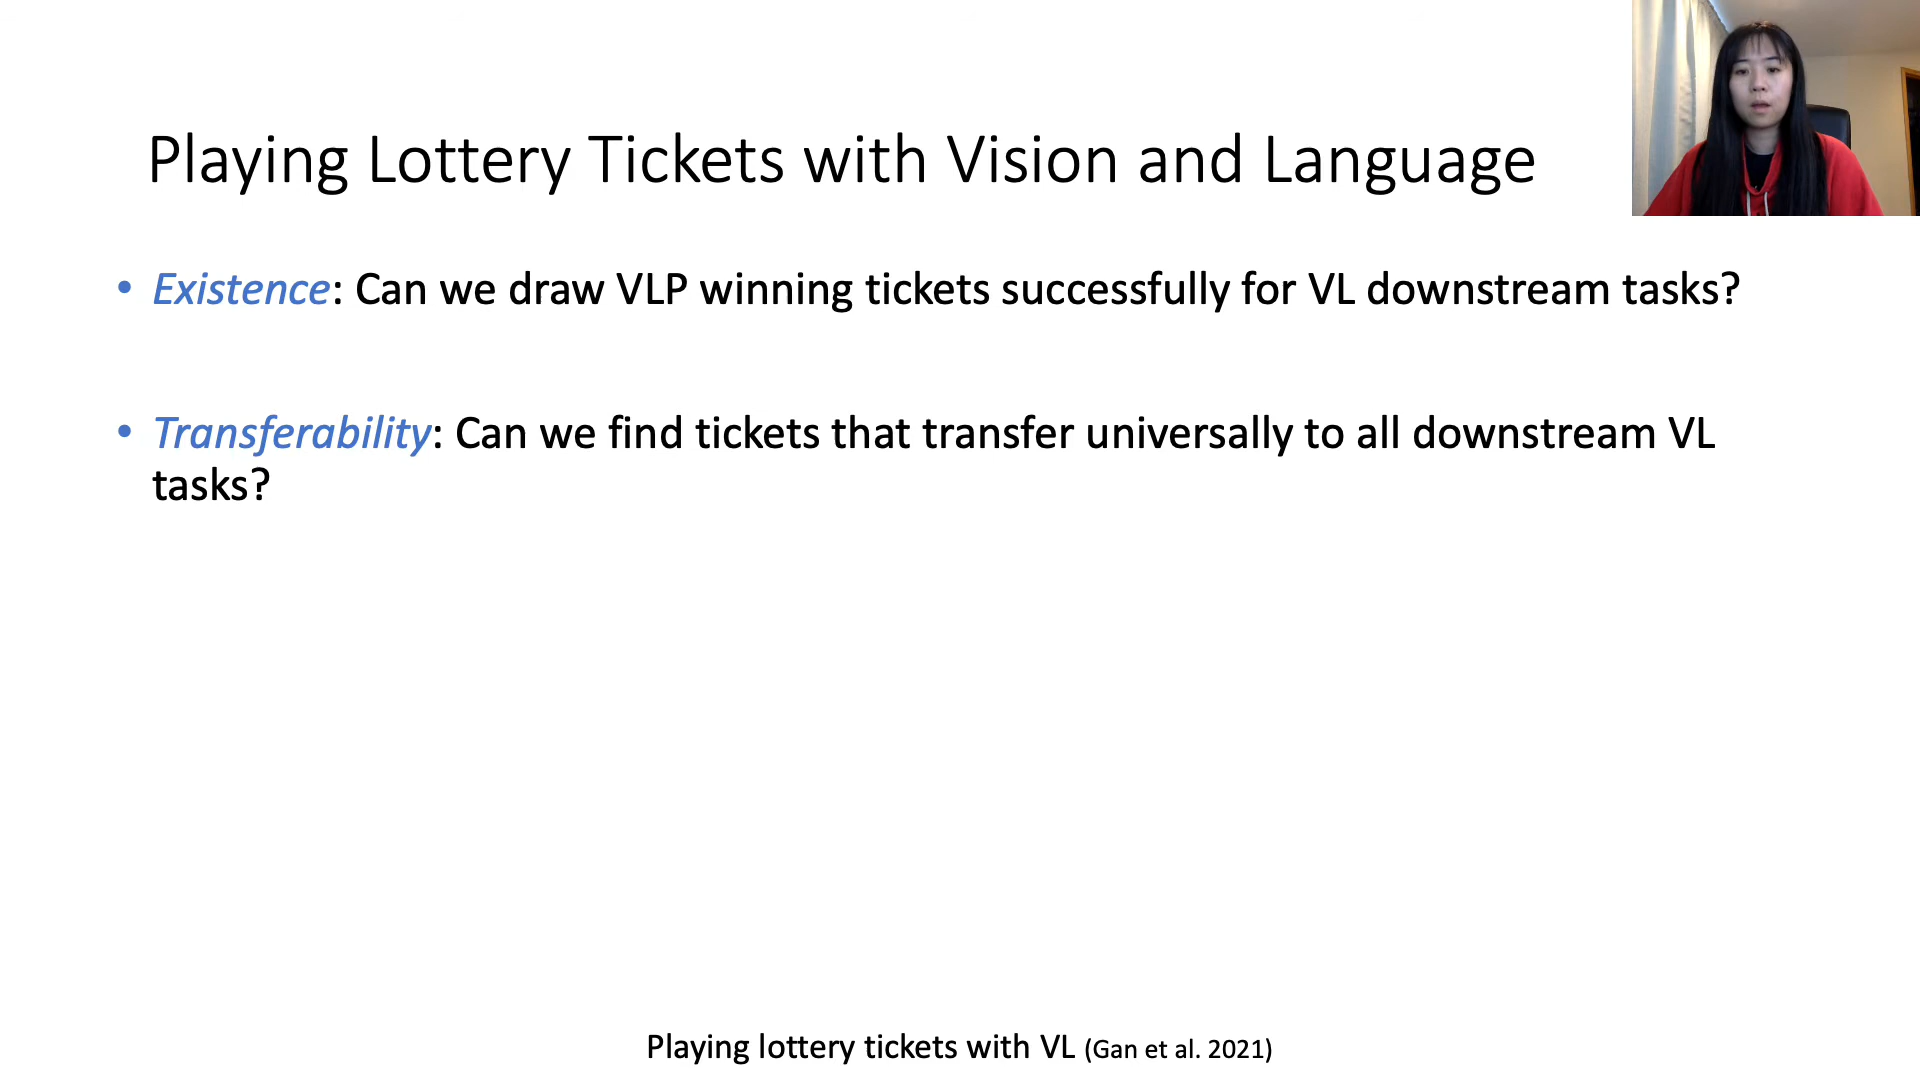 Playing Lottery Tickets with Vision and Language
• Existence: Can we draw VLP winning tickets successfully for VL downstream tasks?
• Transferability: Can we find tickets that transfer universally to all downstream VL
tasks?
Playing lottery tickets with VL (Gan et al. 2021)